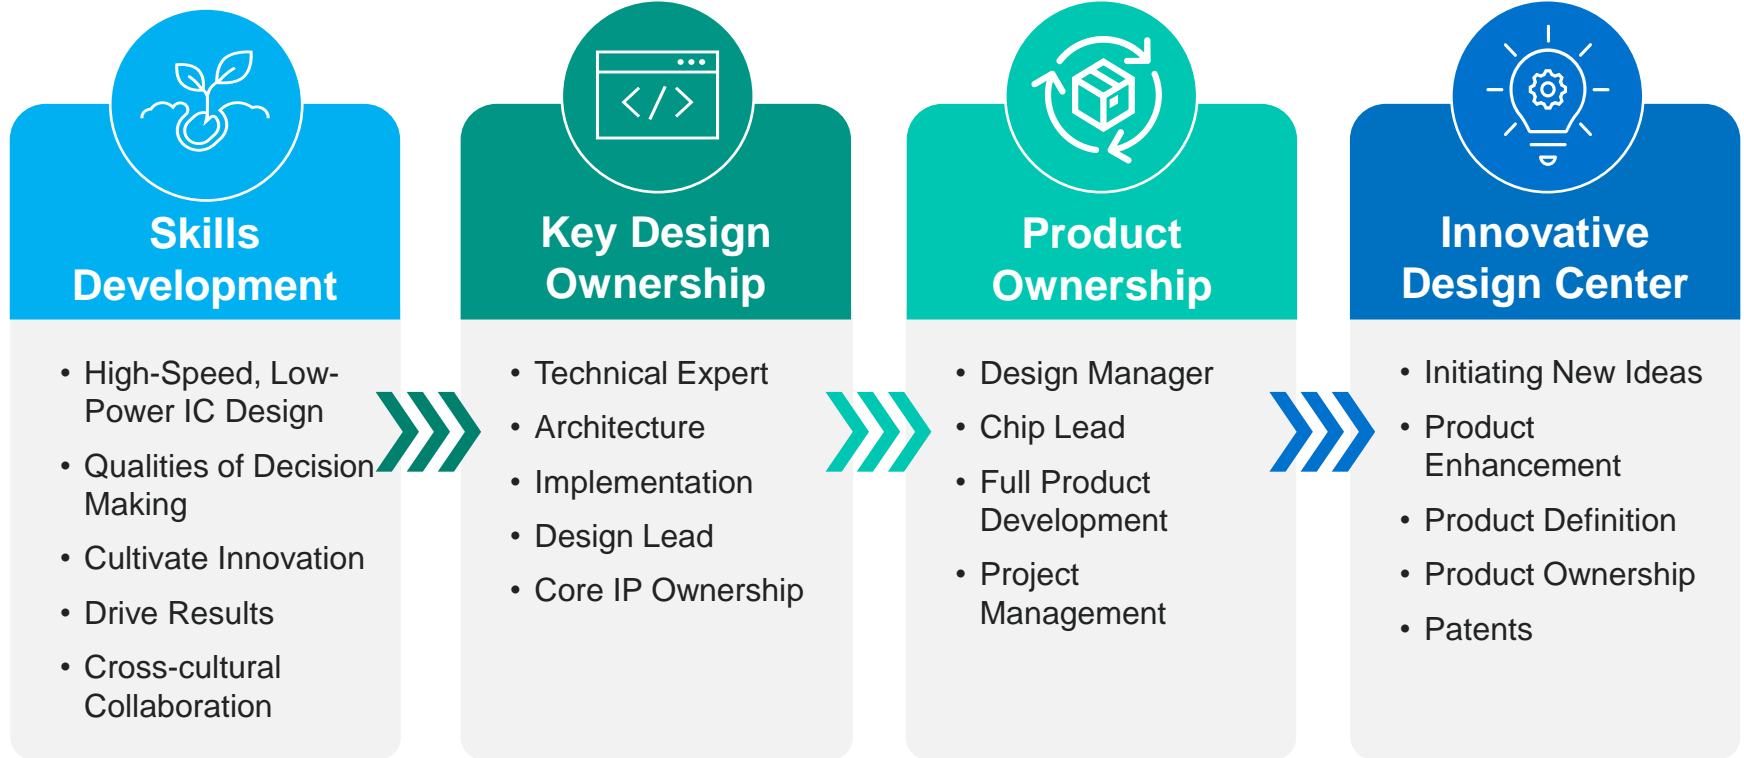 Skills
Development
• High-Speed, Low-
Power IC Design
• Qualities of Decision
Making
• Cultivate Innovation
• Drive Results
• Cross-cultural
Collaboration
</>
Key Design
Ownership
• Technical Expert
• Architecture
• Implementation
• Design Lead
• Core IP Ownership
Product
Ownership
• Design Manager
• Chip Lead
• Full Product
Development
• Project
Management
Innovative
Design Center
• Initiating New Ideas
• Product
Enhancement
• Product Definition
• Product Ownership
• Patents